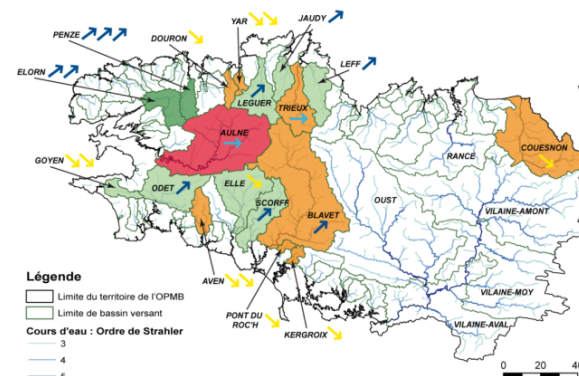 YAR
JAUDY
PENZE
DOURON
LEFF
ELORN
LEGUER
TRIEUX
AULNE
COUESNON
RANCE
GOYEN
ODET
ELLE
SCORFF
OUST
BLAVET
VILAINE-AMONT
AVEN
VILAINE-MOY
PONT DU
ROC'H
KERGROIX
VILAINE-AVAL
Légende
Limite du territoire de l'OPMB
Limite de bassin versant
Cours d'eau : Ordre de Strahler
3
4
0 20 40